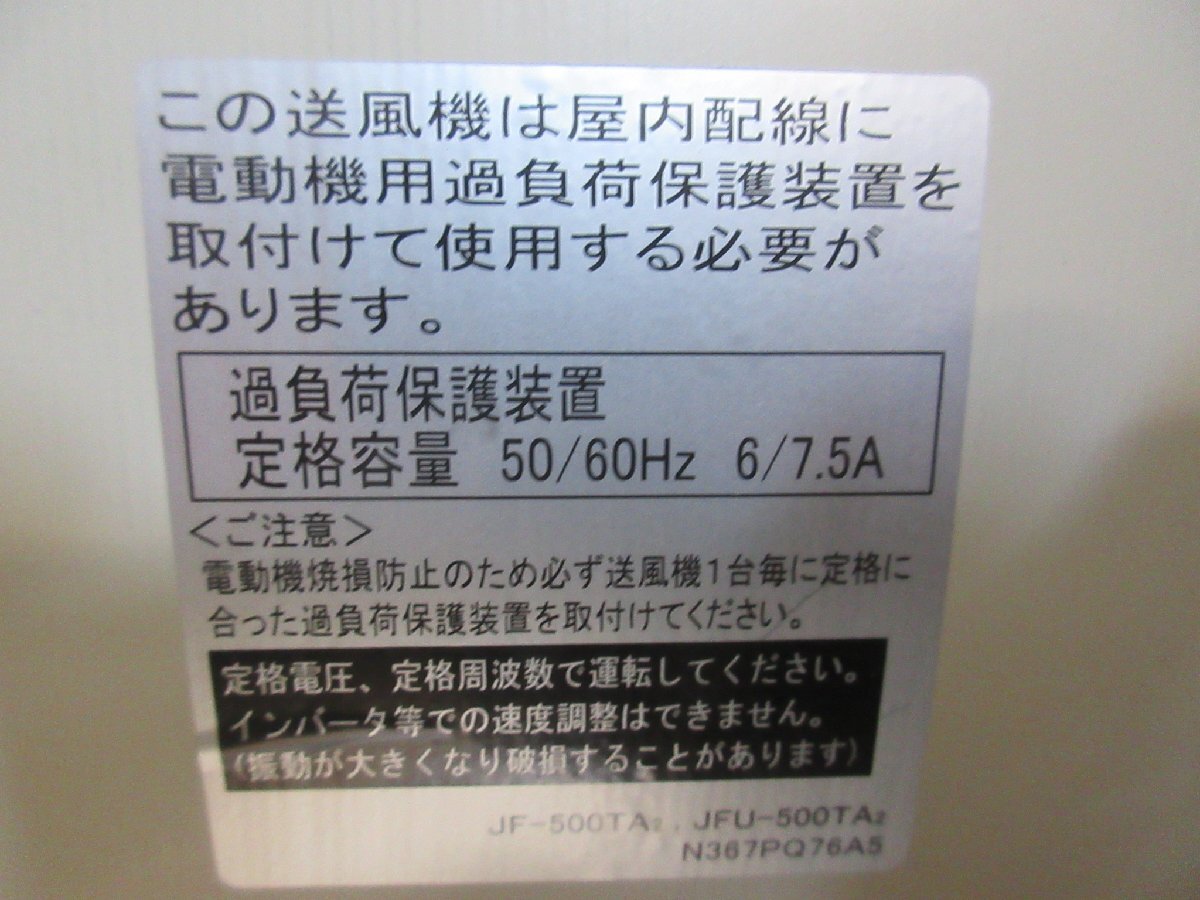 この送風機は屋内配線に
電動機用過負荷保護装置を
取付けて使用する必要が
あります。
過負荷保護装置
定格容量 50/60Hz 6/7.5A
＜ご注意＞
電動機焼損防止のため必ず送風機1台毎に定格に
合った過負荷保護装置を取付けてください。
定格電圧、定格周波数で運転してください。
インバータ等での速度調整はできません。
(振動が大きくなり破損することがあります)
JF-500TA₂ , JFU-500TA₂
N367PQ76A5